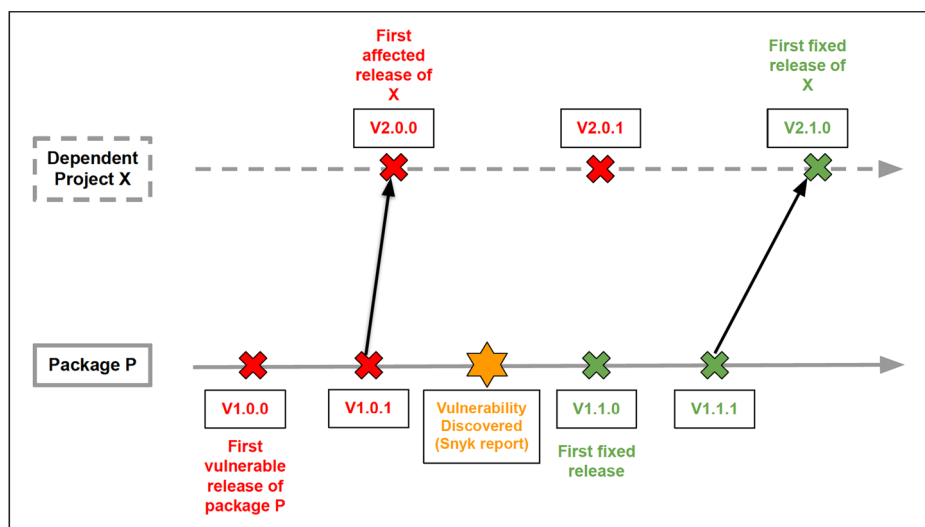 First
affected
release of
X
First fixed
release of
X
V2.0.0
V2.0.1
V2.1.0
Dependent
Project X
Package P
V1.0.0
V1.0.1
Vulnerability
Discovered
(Snyk report)
V1.1.0
V1.1.1
First
vulnerable
release of
package P
First fixed
release